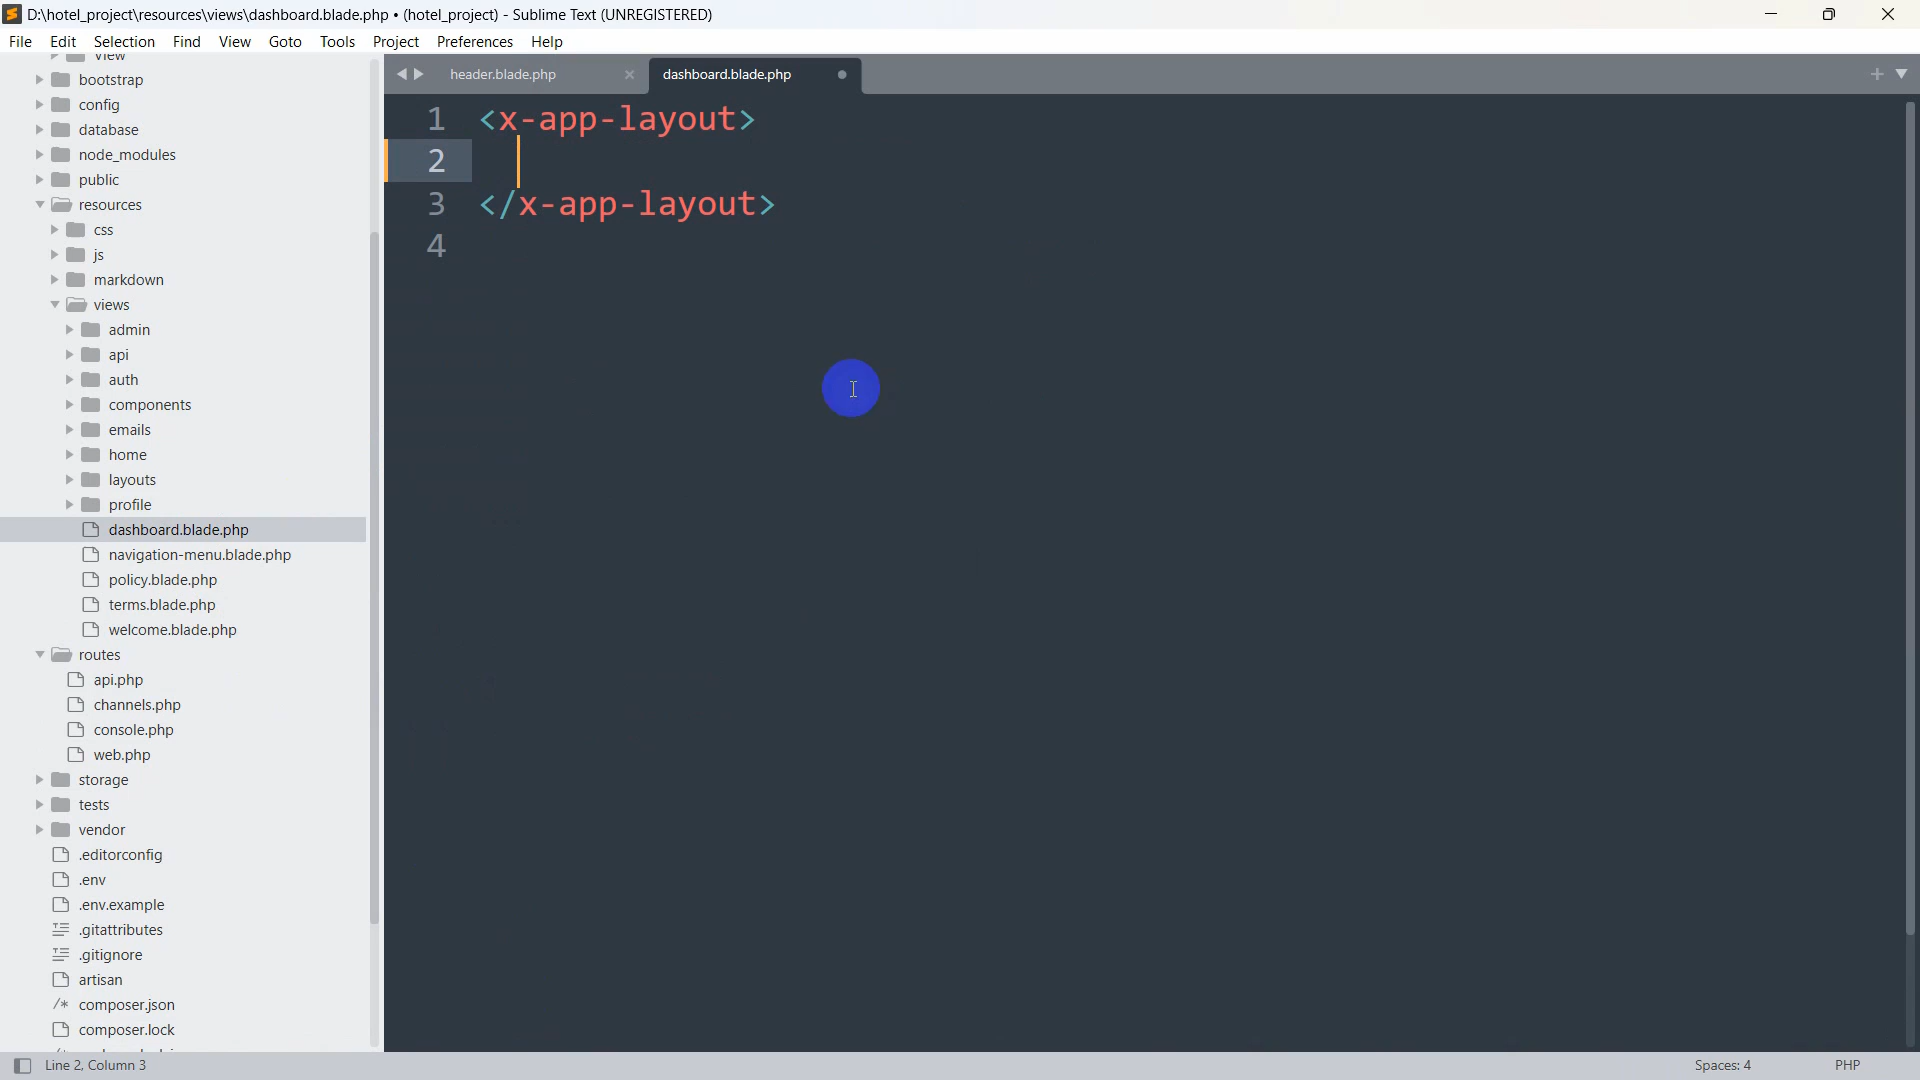 D:\hotel_project\resources\views\dashboard.blade.php • (hotel_project) - Sublime Text (UNREGISTERED)
File Edit Selection Find View Goto Tools Project Preferences Help
View
bootstrap
config
database
node_modules
public
resources
css
js
markdown
views
admin
api
auth
components
emails
home
layouts
profile
dashboard.blade.php
navigation-menu.blade.php
policy.blade.php
terms.blade.php
welcome.blade.php
routes
api.php
channels.php
console.php
web.php
storage
tests
vendor
.editorconfig
.env
.env.example
.gitattributes
.gitignore
artisan
/* composer.json
composer.lock
header.blade.php × dashboard.blade.php
1 <x-app-layout>
2
3 </x-app-layout>
4
Line 2, Column 3 Spaces: 4 PHP